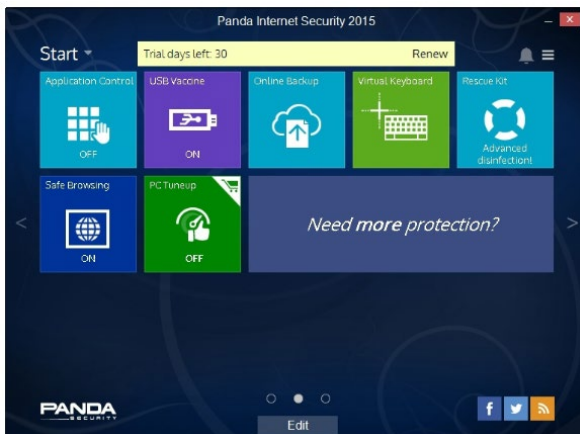 Panda Internet Security 2015
Start
Trial days left: 30 Renew
Application Control
OFF
USB Vaccine
ON
Online Backup
Virtual Keyboard
Rescue Kit
Advanced
disinfection!
Safe Browsing
ON
PC Tuneup
OFF
Need more protection?
PANDA
SECURITY
Edit